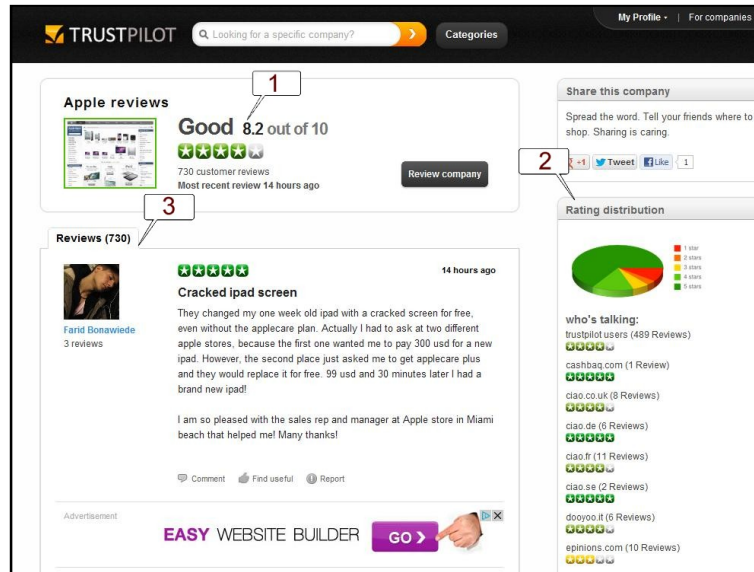 My Profile | For companies
TRUSTPILOT
Looking for a specific company?
Categories
1
Apple reviews
Good 8.2 out of 10
730 customer reviews
Most recent review 14 hours ago
Review company
Share this company
Spread the word. Tell your friends where to
shop. Sharing is caring.
+1 Tweet Like 1
2
3
Reviews (730)
14 hours ago
Cracked ipad screen
They changed my one week old ipad with a cracked screen for free,
even without the applecare plan. Actually I had to ask at two different
apple stores, because the first one wanted me to pay 300 usd for a new
ipad. However, the second place just asked me to get applecare plus
and they would replace it for free. 99 usd and 30 minutes later I had a
brand new ipad!
I am so pleased with the sales rep and manager at Apple store in Miami
beach that helped me! Many thanks!
Farid Bonawiede
3 reviews
Comment Find useful Report
Advertisement
EASY WEBSITE BUILDER GO
Rating distribution
1 star
2 stars
3 stars
4 stars
5 stars
who's talking:
trustpilot users (489 Reviews)
cashbaq.com (1 Review)
ciao.co.uk (8 Reviews)
ciao.de (6 Reviews)
ciao.fr (11 Reviews)
ciao.se (2 Reviews)
dooyoo.it (6 Reviews)
epinions.com (10 Reviews)